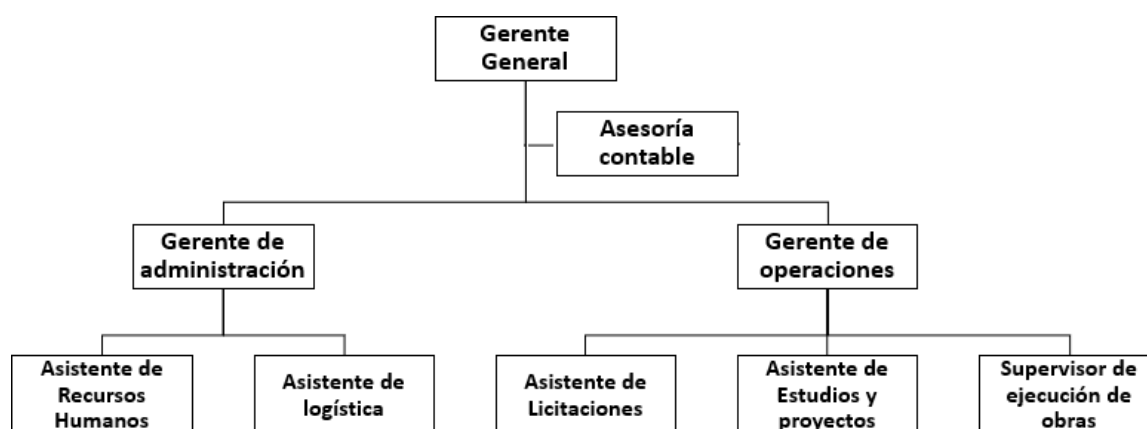 Gerente
General
Asesoría
contable
Gerente de
administración
Gerente de
operaciones
Asistente de
Recursos
Humanos
Asistente de
logística
Asistente de
Licitaciones
Asistente de
Estudios y
proyectos
Supervisor de
ejecución de
obras